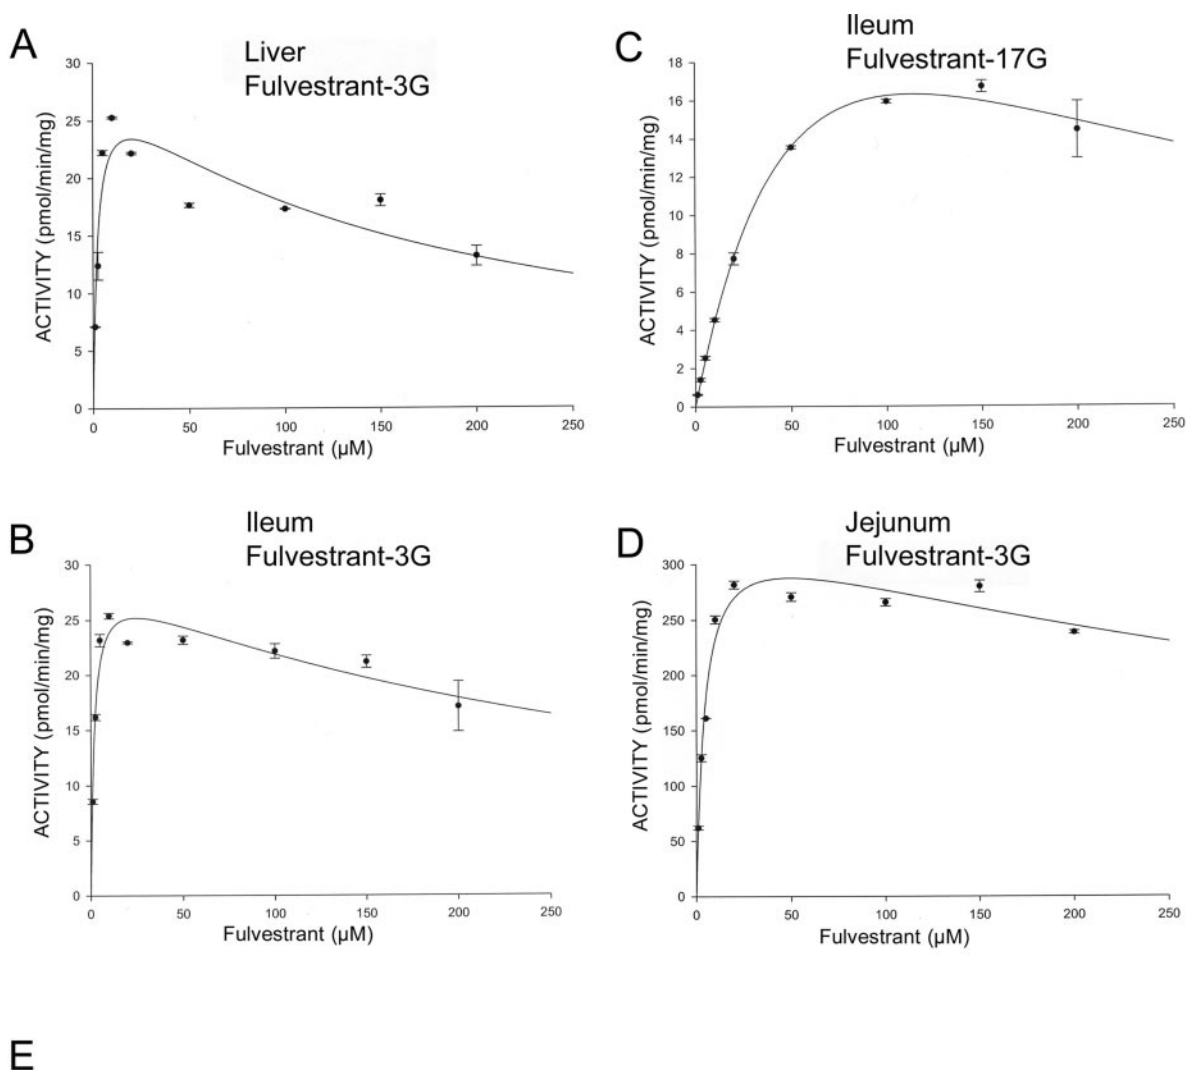 A
Liver
Fulvestrant-3G
ACTIVITY (pmol/min/mg)
30
25
20
15
10
5
0
0 50 100 150 200 250
Fulvestrant (µM)
C
Ileum
Fulvestrant-17G
ACTIVITY (pmol/min/mg)
18
16
14
12
10
8
6
4
2
0
0 50 100 150 200 250
Fulvestrant (µM)
B
Ileum
Fulvestrant-3G
ACTIVITY (pmol/min/mg)
30
25
20
15
10
5
0
0 50 100 150 200 250
Fulvestrant (µM)
D
Jejunum
Fulvestrant-3G
ACTIVITY (pmol/min/mg)
300
250
200
150
100
50
0
0 50 100 150 200 250
Fulvestrant (µM)
E